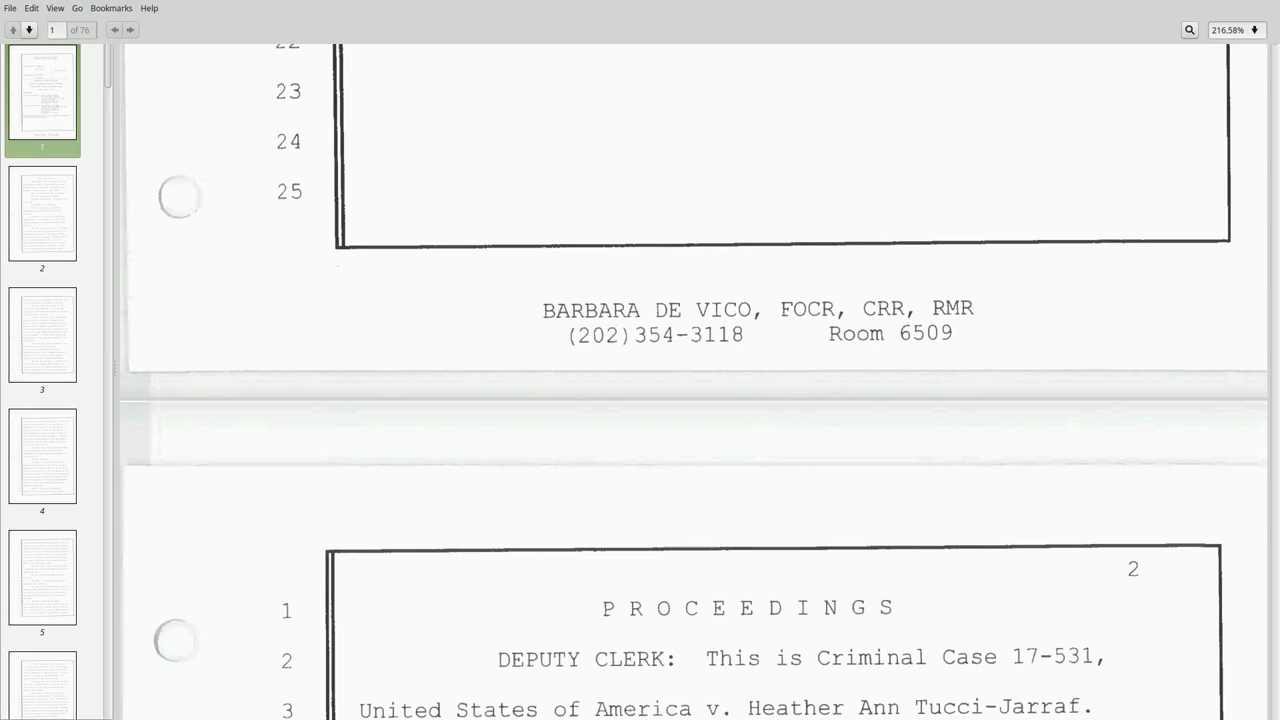 File Edit View Go Bookmarks Help
1 of 76 216.58%
22
23
24
25
BARBARA DE VICO, FOCR, CRR, RMR
(202)354-3118 Room 6509
2
1 P R O C E E D I N G S
2 DEPUTY CLERK: This is Criminal Case 17-531,
3 United States of America v. Heather Ann Tucci-Jarraf.
1
2
3
4
5